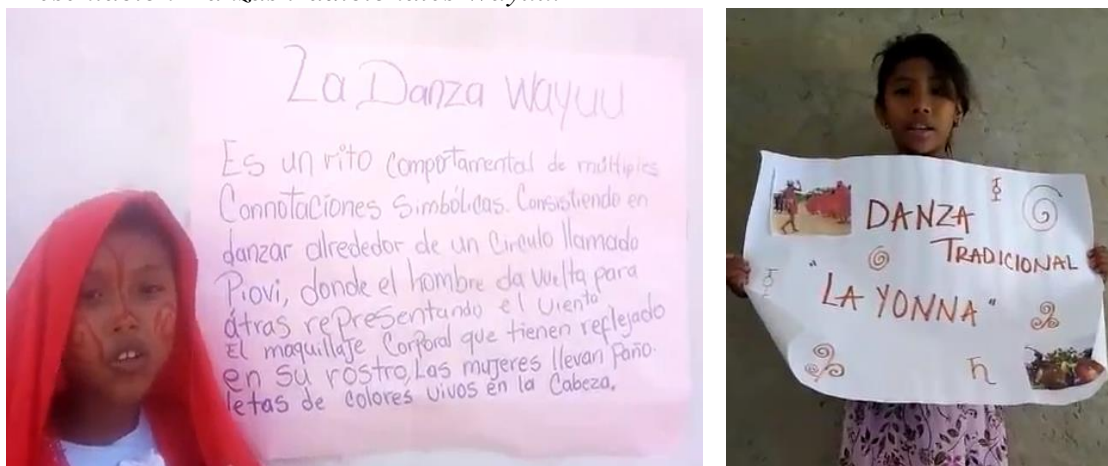 La Danza Wayuu
Es un rito comportamental de múltiples
Connotaciones Simbólicas. Consistiendo en
danzar alrededor de un Circulo llamado
Piovi, donde el hombre da vuelta para
átras representando el viento
El maquillaje Corporal que tienen reflejado
en su rostro, Las mujeres llevan Paño-
letas de colores vivos en la Cabeza.
DANZA
TRADICIONAL
"LA YONNA"